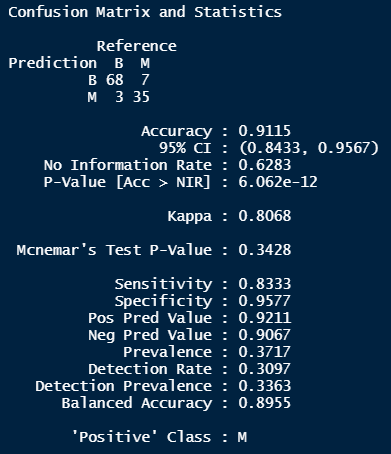 Confusion Matrix and Statistics
Reference
Prediction B M
B 68 7
M 3 35
Accuracy : 0.9115
95% CI : (0.8433, 0.9567)
No Information Rate : 0.6283
P-Value [Acc > NIR] : 6.062e-12
Kappa : 0.8068
Mcnemar's Test P-Value : 0.3428
Sensitivity : 0.8333
Specificity : 0.9577
Pos Pred Value : 0.9211
Neg Pred Value : 0.9067
Prevalence : 0.3717
Detection Rate : 0.3097
Detection Prevalence : 0.3363
Balanced Accuracy : 0.8955
'Positive' Class : M